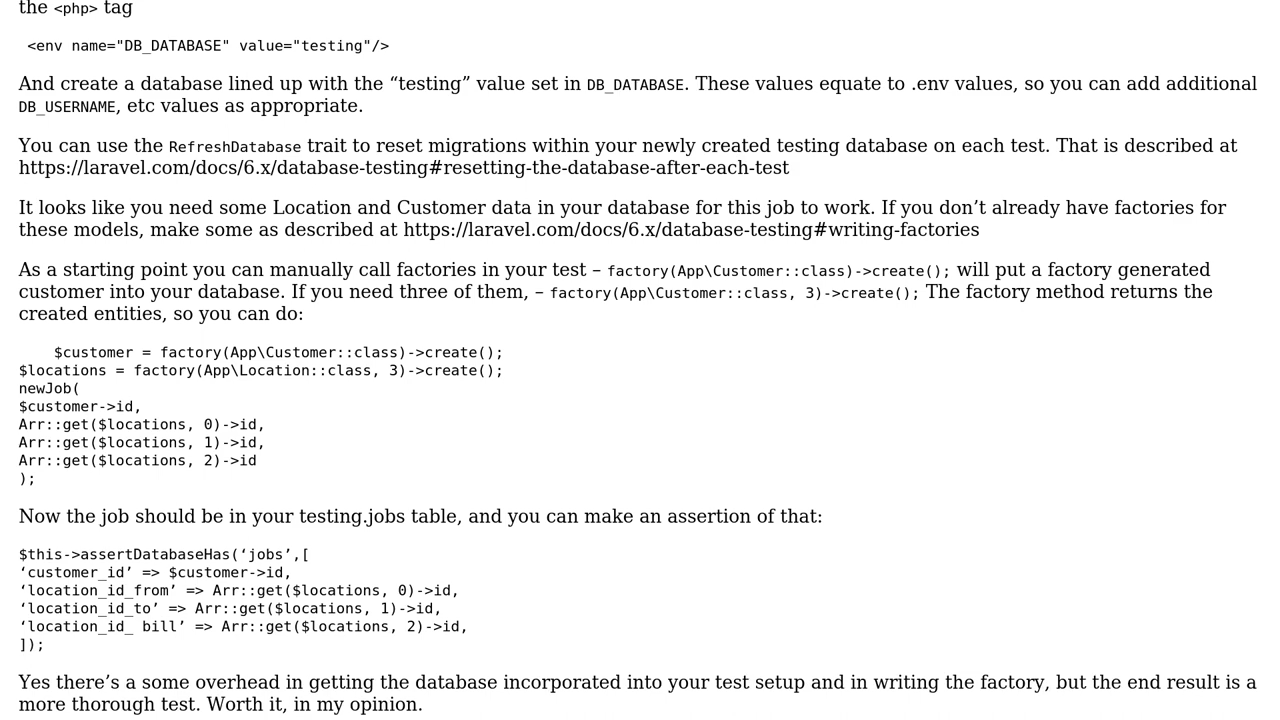 the <php> tag
<env name="DB_DATABASE" value="testing"/>
And create a database lined up with the “testing” value set in DB_DATABASE. These values equate to .env values, so you can add additional
DB_USERNAME, etc values as appropriate.
You can use the RefreshDatabase trait to reset migrations within your newly created testing database on each test. That is described at
https://laravel.com/docs/6.x/database-testing#resetting-the-database-after-each-test
It looks like you need some Location and Customer data in your database for this job to work. If you don’t already have factories for
these models, make some as described at https://laravel.com/docs/6.x/database-testing#writing-factories
As a starting point you can manually call factories in your test – factory(App\Customer::class)->create(); will put a factory generated
customer into your database. If you need three of them, – factory(App\Customer::class, 3)->create(); The factory method returns the
created entities, so you can do:
$customer = factory(App\Customer::class)->create();
$locations = factory(App\Location::class, 3)->create();
newJob(
$customer->id,
Arr::get($locations, 0)->id,
Arr::get($locations, 1)->id,
Arr::get($locations, 2)->id
);
Now the job should be in your testing.jobs table, and you can make an assertion of that:
$this->assertDatabaseHas(‘jobs’,[
‘customer_id’ => $customer->id,
‘location_id_from’ => Arr::get($locations, 0)->id,
‘location_id_to’ => Arr::get($locations, 1)->id,
‘location_id_ bill’ => Arr::get($locations, 2)->id,
]);
Yes there’s a some overhead in getting the database incorporated into your test setup and in writing the factory, but the end result is a
more thorough test. Worth it, in my opinion.